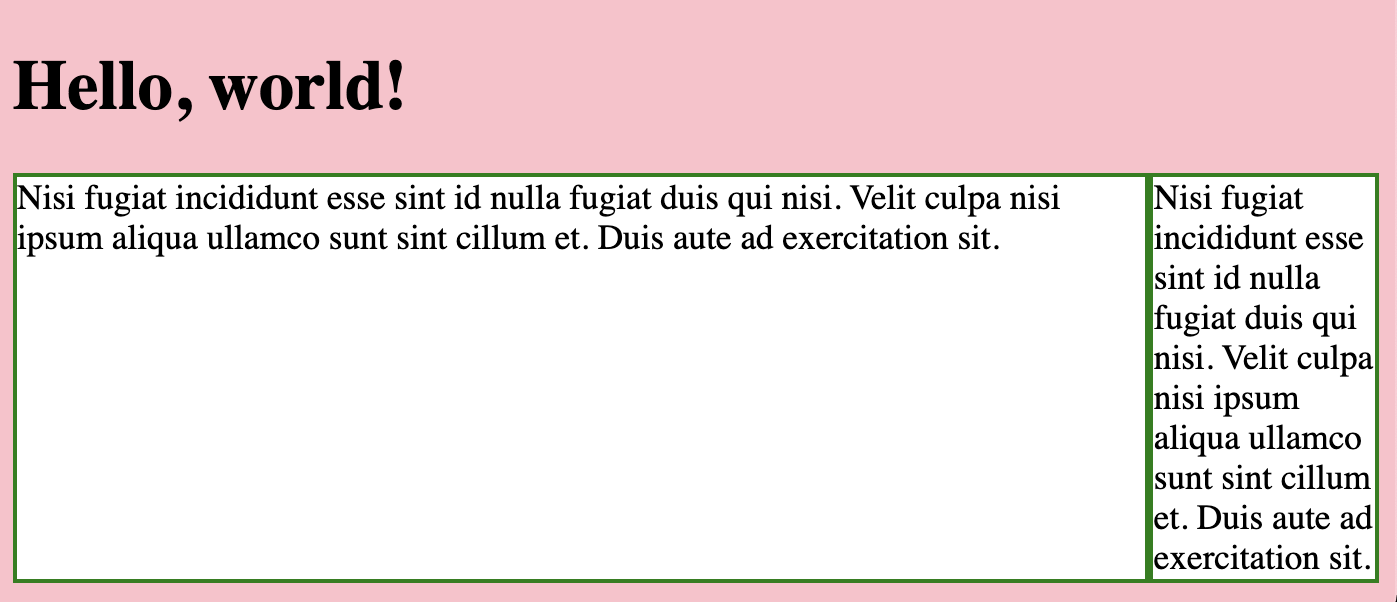 Hello, world!
Nisi fugiat incididunt esse sint id nulla fugiat duis qui nisi. Velit culpa nisi
ipsum aliqua ullamco sunt sint cillum et. Duis aute ad exercitation sit.
Nisi fugiat
incididunt esse
sint id nulla
fugiat duis qui
nisi. Velit culpa
nisi ipsum
aliqua ullamco
sunt sint cillum
et. Duis aute ad
exercitation sit.